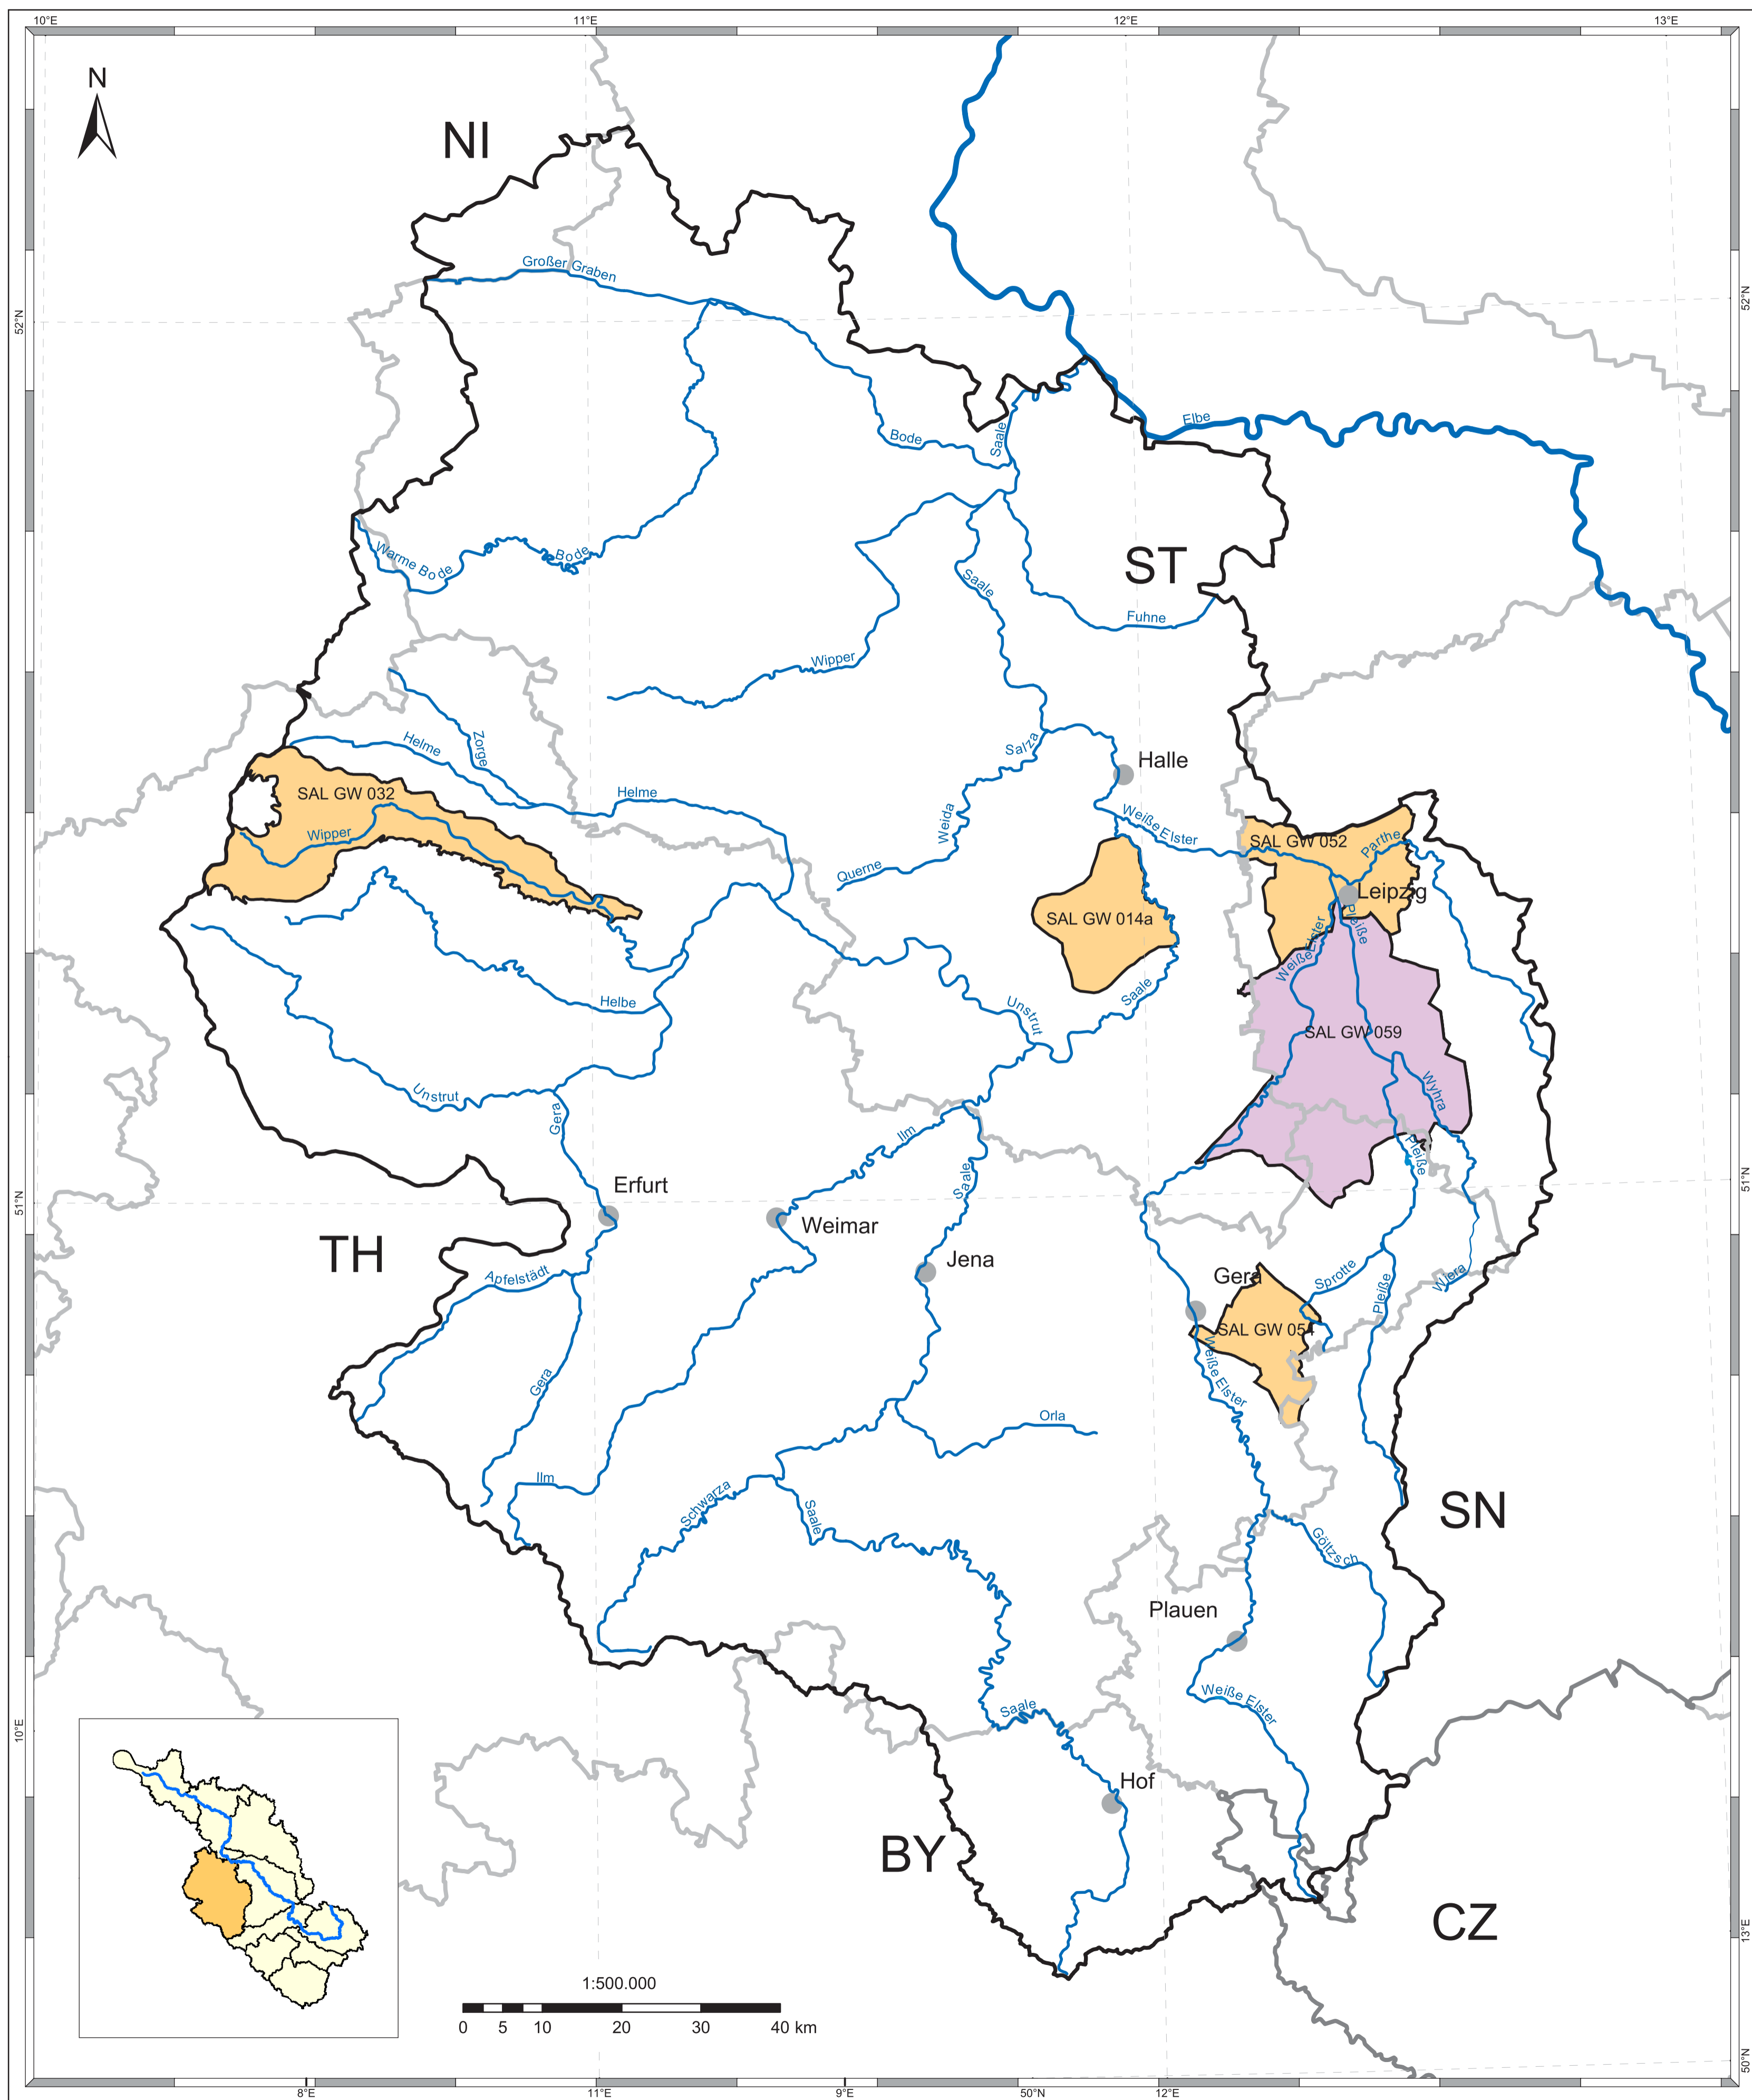 10°E
11°E
12°E
13°E
N
NI
Großer Graben
52°N
52°N
Elbe
Bode
Saale
Warme Bode
Bode
ST
Saale
Fuhne
Wipper
Zorge
Helme
Salza
Halle
SAL GW 032
Helme
Weiße Elster
Wipper
Weida
SAL GW 052
Parthe
Querne
Leipzig
SAL GW 014a
Pleiße
Weiße Elster
Saale
Helbe
Unstrut
SAL GW 059
Unstrut
Wyhra
Gera
Ilm
Pleiße
Saale
Erfurt
51°N
51°N
Weimar
TH
Jena
Apfelstädt
Gera
Sprotte
Wiera
Pleiße
SAL GW 054
Weiße Elster
Gera
Orla
Ilm
Schwarza
Saale
SN
Göltzsch
Plauen
Weiße Elster
Saale
10°E
Hof
BY
CZ
13°E
1:500.000
0 5 10 20 30 40 km
50°N
8°E
11°E
9°E
50°N
12°E